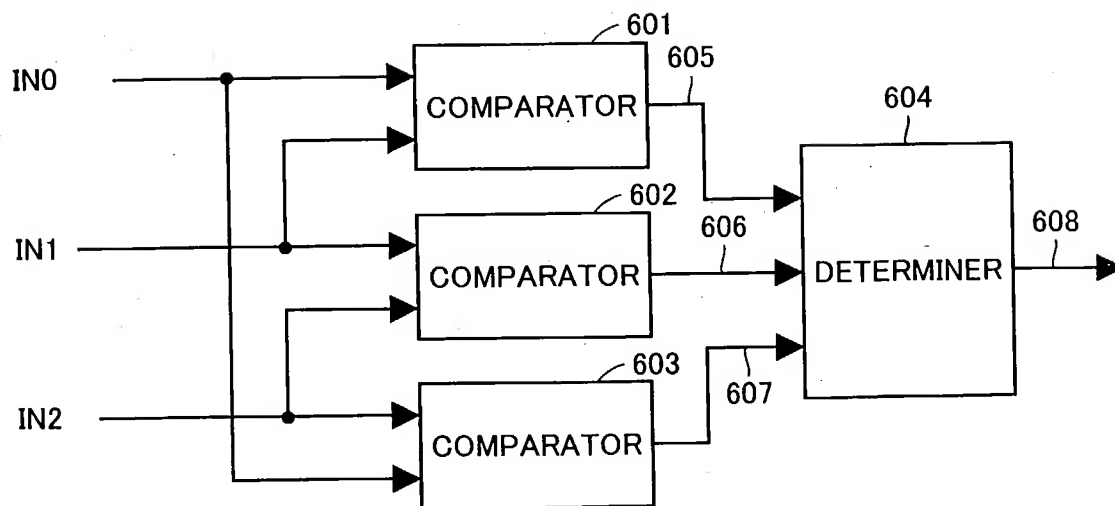 601
IN0
COMPARATOR
605
604
602
IN1
COMPARATOR
606
DETERMINER
608
603
IN2
COMPARATOR
607